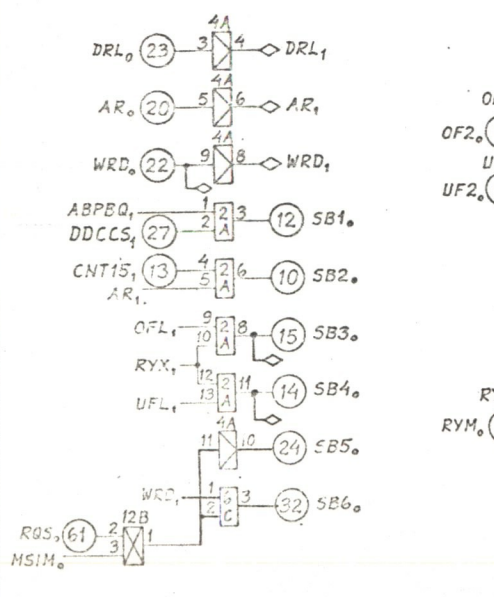 4A
DRL₀ 23 3 4 DRL₁
4A
AR₀ 20 5 6 AR₁
4A
WRD₀ 22 9 8 WRD₁
ABPBQ₁ 1 2 3 12 SB1₀
DDCCS₁ 27 2 A
CNT15₁ 13 4 2 6 10 SB2₀
AR₁ 5 A
OFL₁ 9 2 8 15 SB3₀
10 A
RYX₁
12 2 11 14 SB4₀
UFL₁ 13 A
4A
11 10 24 SB5₀
WRD₁ 1 6 3 32 SB6₀
2 C
12B
RQS₀ 61 2 1
MSIM₀ 3
OF2₀
UF2₀
RYM₀